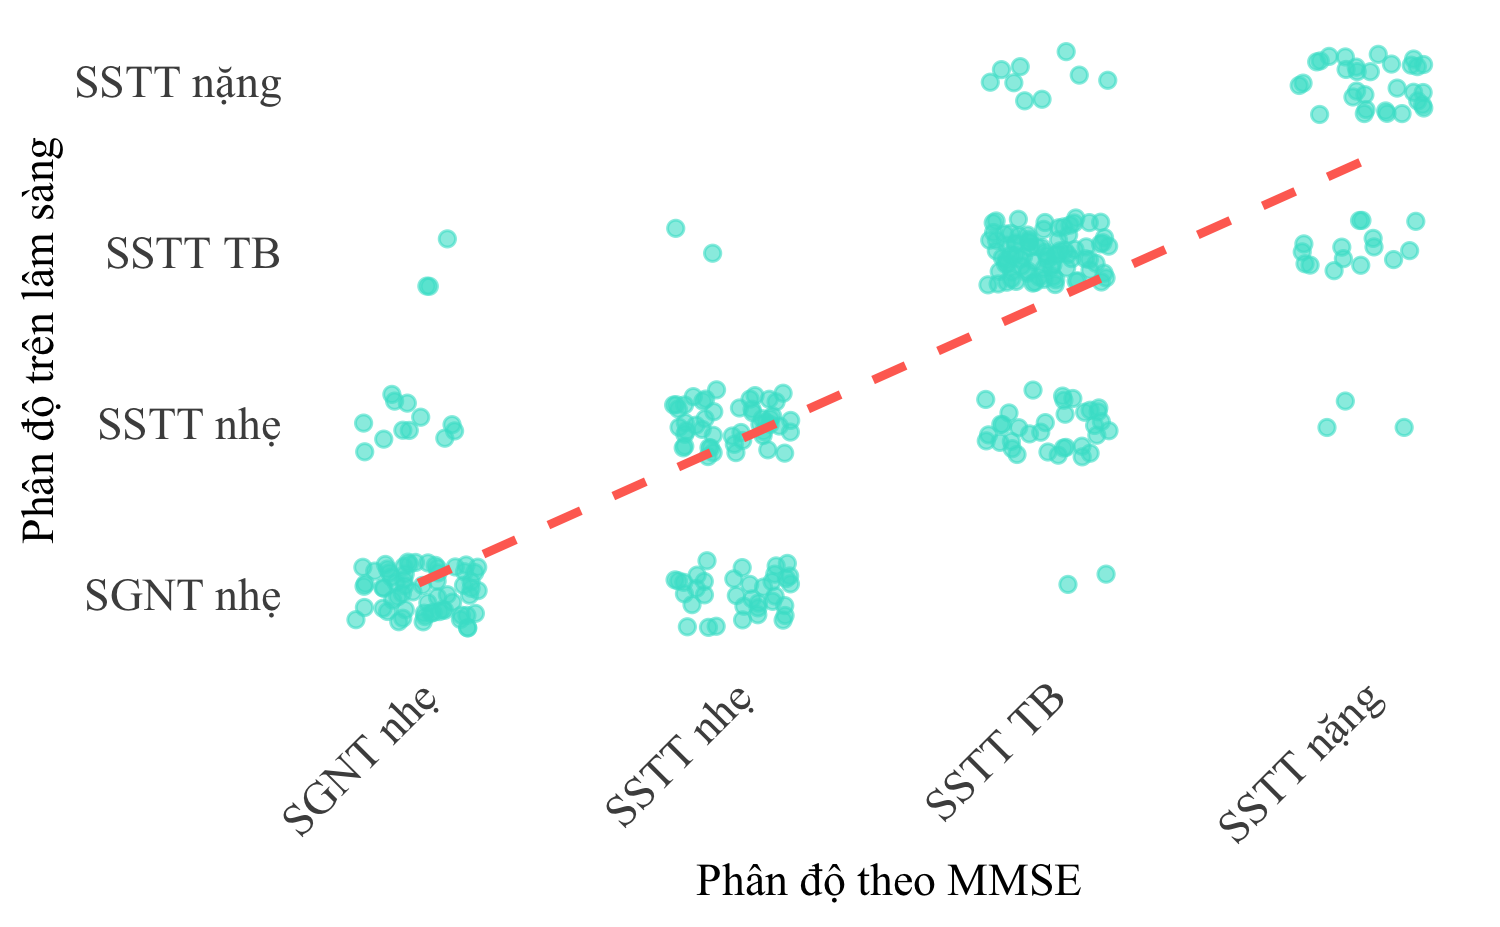 SSTT nặng
SSTT TB
SSTT nhẹ
SGNT nhẹ
Phân độ trên lâm sàng
SGNT nhẹ
SSTT nhẹ
SSTT TB
SSTT nặng
Phân độ theo MMSE